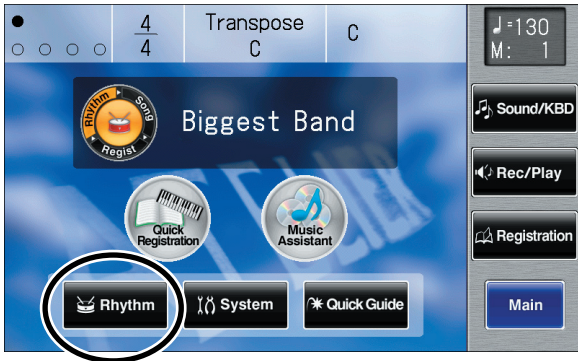 4
4
Transpose
C
C
♩=130
M: 1
Rhythm
Song
Regist
Biggest Band
Sound/KBD
Rec/Play
Registration
Quick
Registration
Music
Assistant
Rhythm
System
Quick Guide
Main